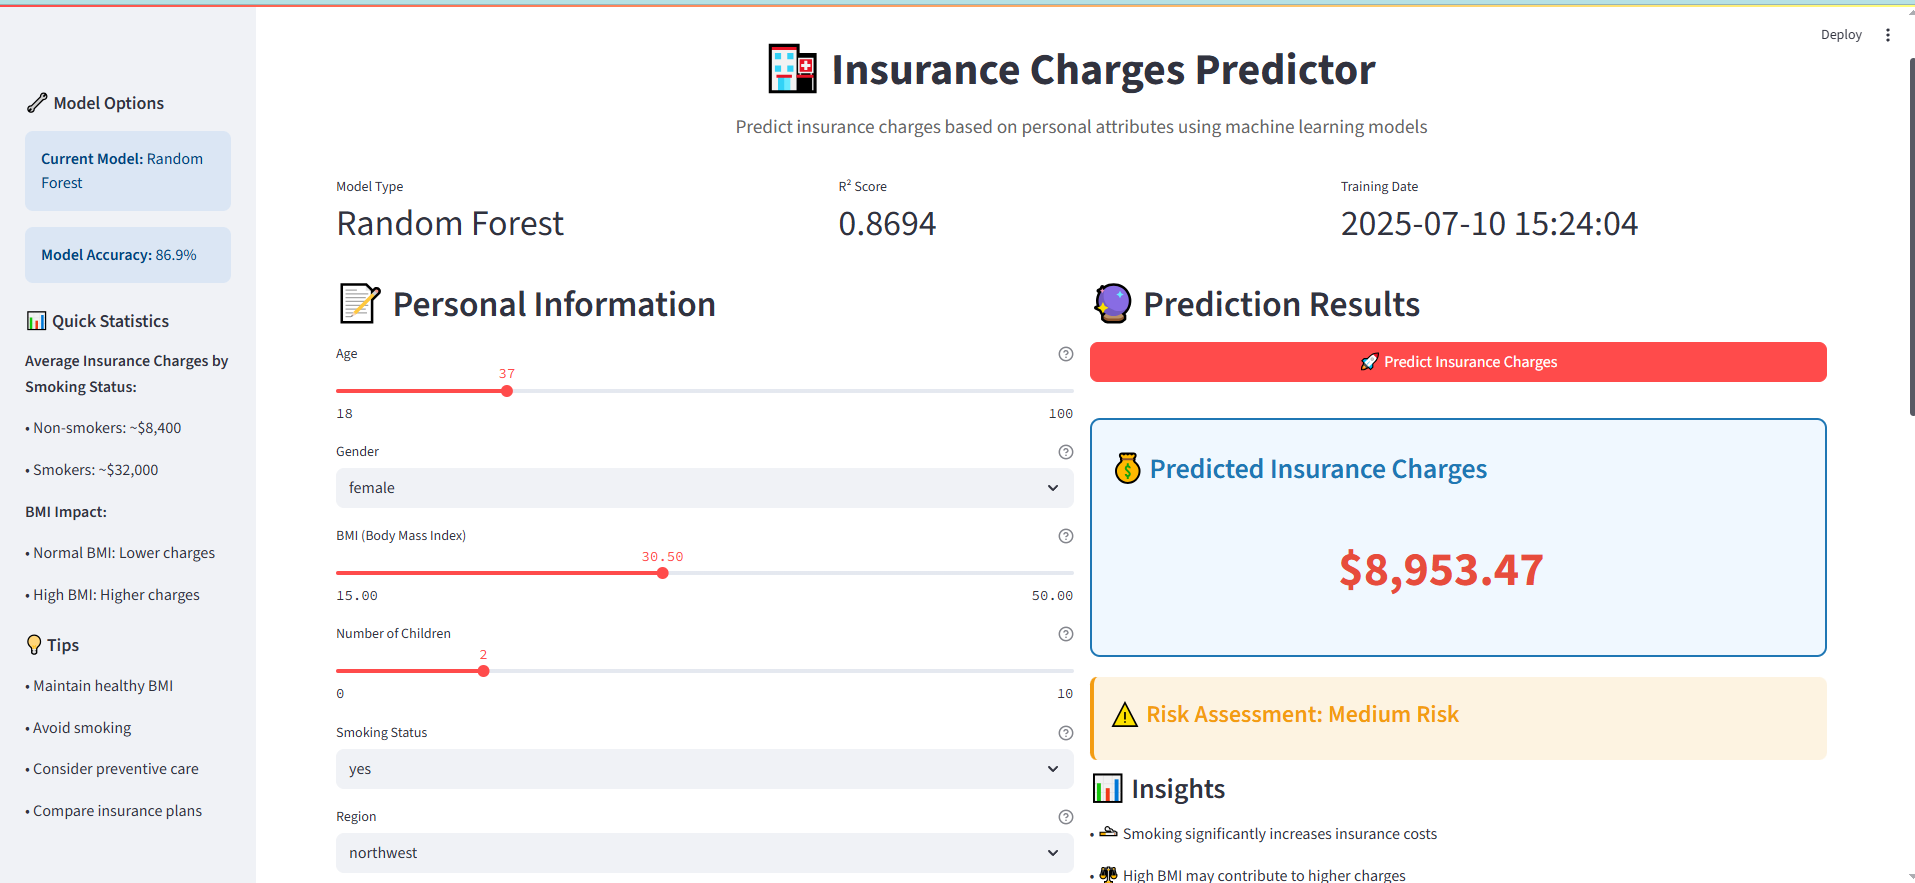 Deploy
Model Options
Current Model: Random
Forest
Model Accuracy: 86.9%
Quick Statistics
Average Insurance Charges by
Smoking Status:
• Non-smokers: ~$8,400
• Smokers: ~$32,000
BMI Impact:
• Normal BMI: Lower charges
• High BMI: Higher charges
Tips
• Maintain healthy BMI
• Avoid smoking
• Consider preventive care
• Compare insurance plans
Insurance Charges Predictor
Predict insurance charges based on personal attributes using machine learning models
Model Type
Random Forest
R² Score
0.8694
Training Date
2025-07-10 15:24:04
Personal Information
Age
37
18 100
Gender
female
BMI (Body Mass Index)
30.50
15.00 50.00
Number of Children
2
0 10
Smoking Status
yes
Region
northwest
Prediction Results
Predict Insurance Charges
Predicted Insurance Charges
$8,953.47
Risk Assessment: Medium Risk
Insights
• Smoking significantly increases insurance costs
• High BMI may contribute to higher charges